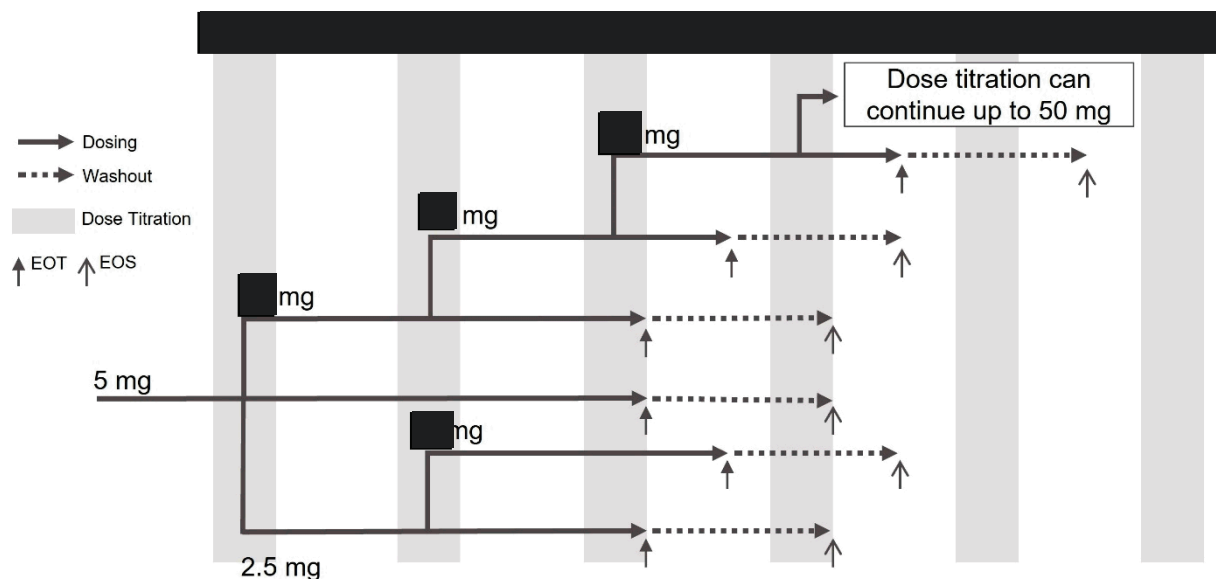 Dose titration can
continue up to 50 mg
mg
Dosing
Washout
mg
Dose Titration
EOT
EOS
mg
5 mg
mg
2.5 mg